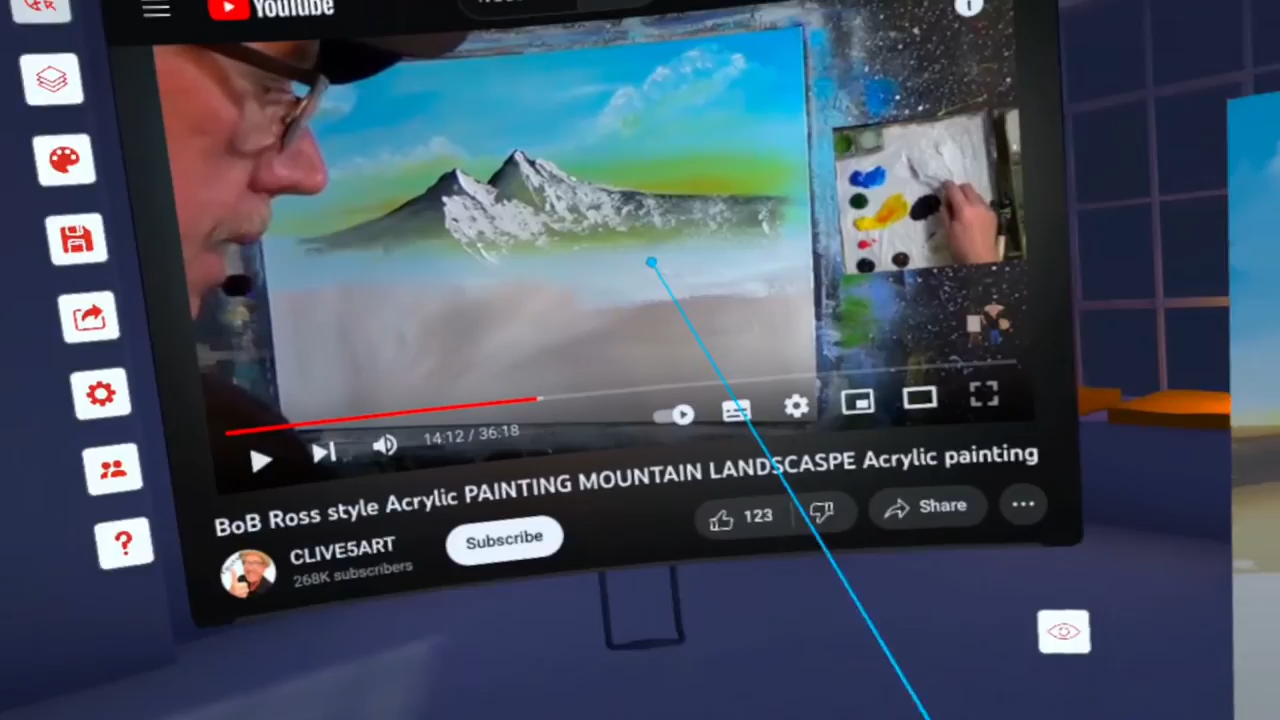 YouTube
14:12 / 36:18
BoB Ross style Acrylic PAINTING MOUNTAIN LANDSCASPE Acrylic painting
CLIVE5ART
268K subscribers
Subscribe
123
Share
?